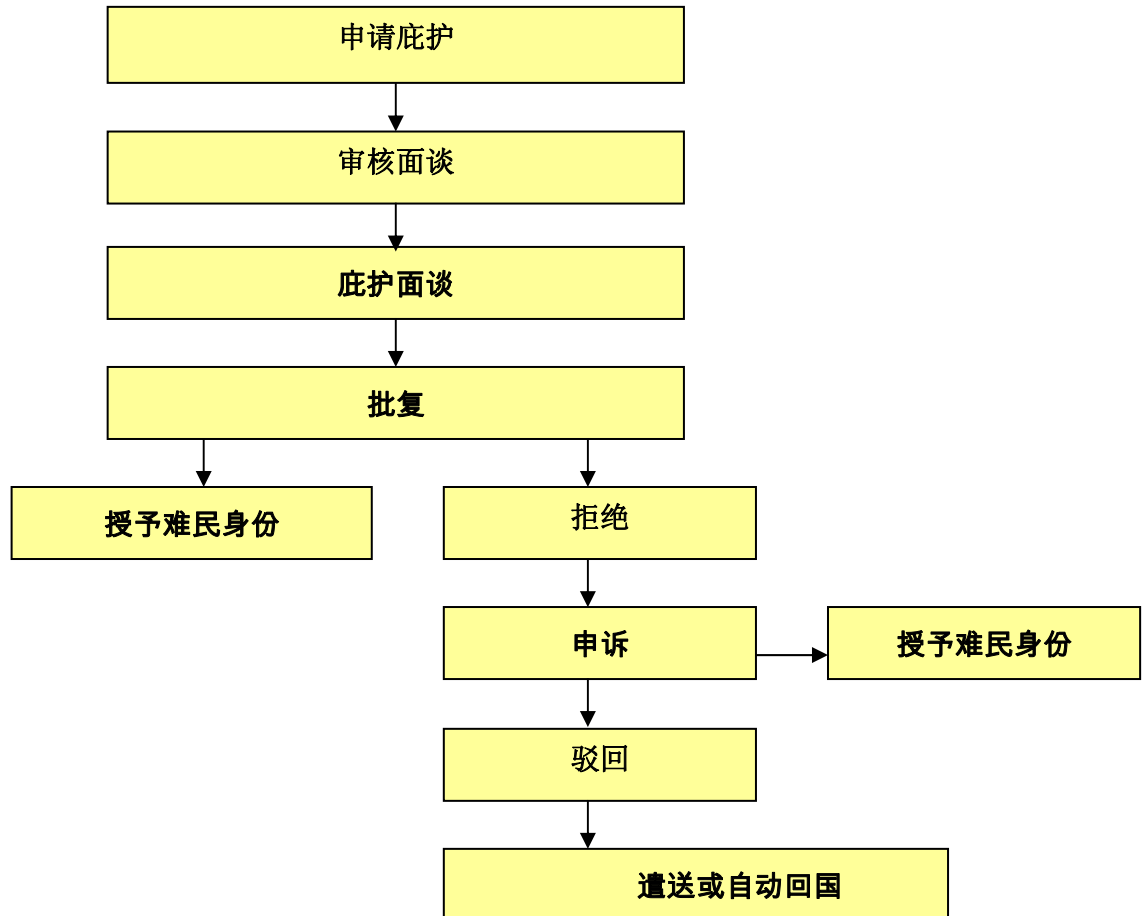 申请庇护
审核面谈
庇护面谈
批复
授予难民身份
拒绝
申诉
授予难民身份
驳回
遣送或自动回国